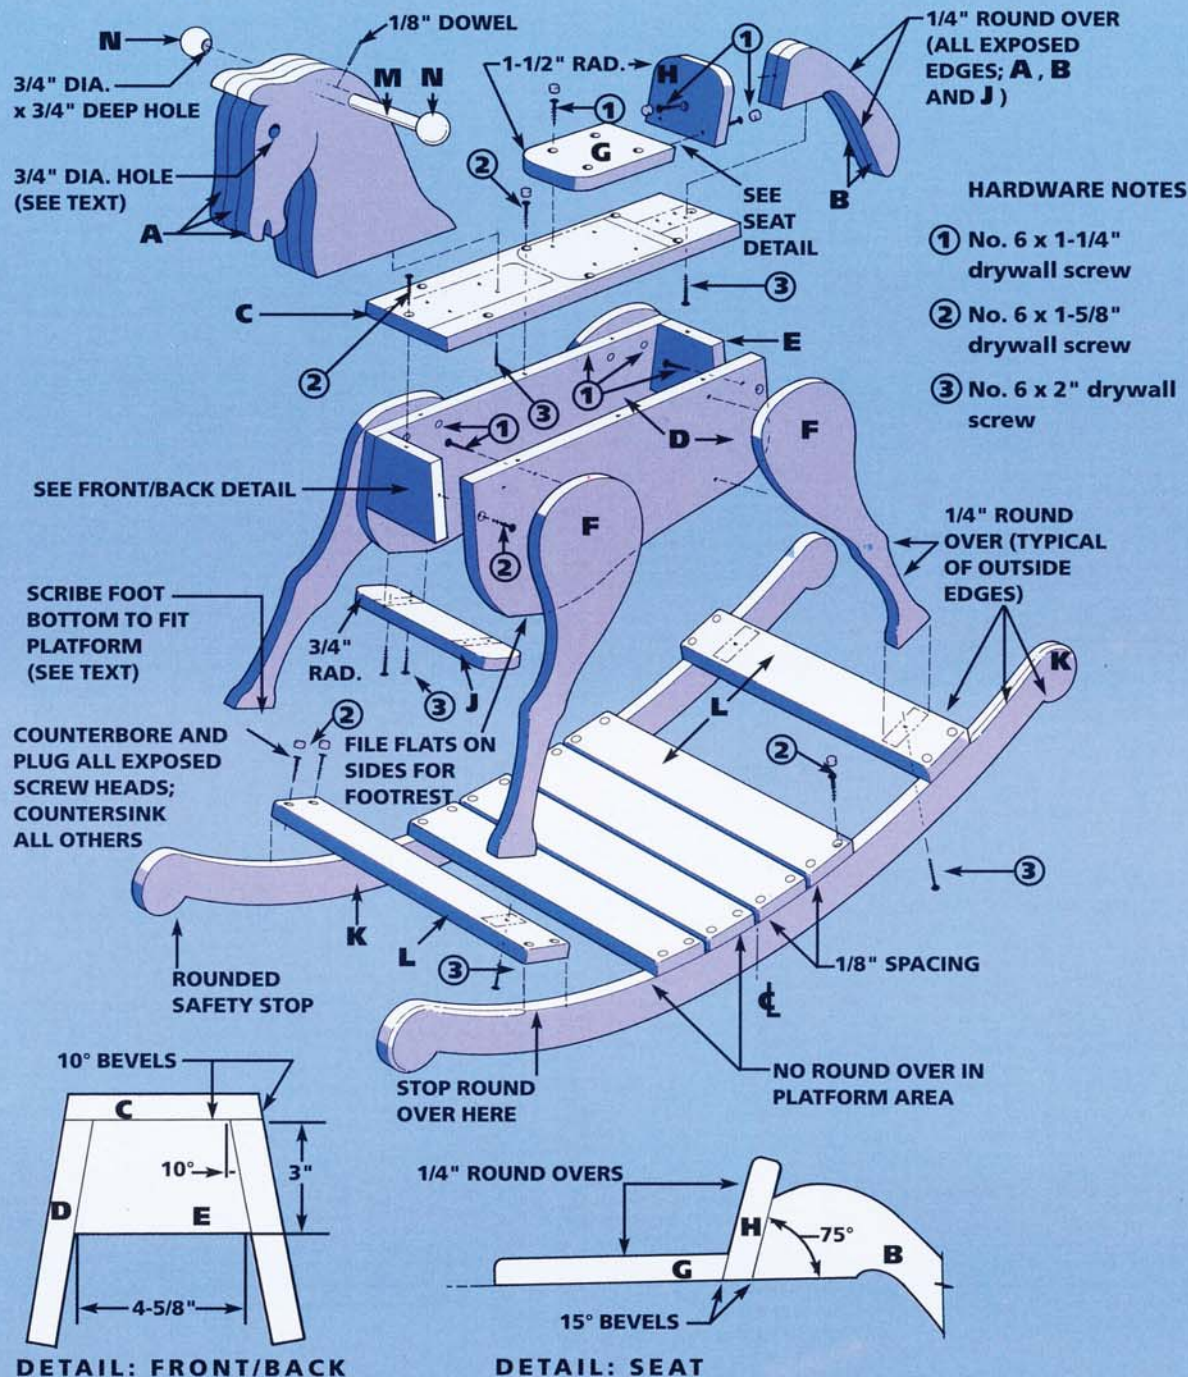 N
1/8" DOWEL
M
N
3/4" DIA.
x 3/4" DEEP HOLE
3/4" DIA. HOLE
(SEE TEXT)
A
1-1/2" RAD.
H
①
①
G
②
SEE
SEAT
DETAIL
1/4" ROUND OVER
(ALL EXPOSED
EDGES; A, B
AND J)
B
HARDWARE NOTES
① No. 6 x 1-1/4"
drywall screw
② No. 6 x 1-5/8"
drywall screw
③ No. 6 x 2" drywall
screw
C
③
E
②
③
①
①
D
F
SEE FRONT/BACK DETAIL
F
②
1/4" ROUND
OVER (TYPICAL
OF OUTSIDE
EDGES)
SCRIBE FOOT
BOTTOM TO FIT
PLATFORM
(SEE TEXT)
3/4"
RAD.
③
J
K
L
COUNTERBORE AND
PLUG ALL EXPOSED
SCREW HEADS;
COUNTERSINK
ALL OTHERS
②
FILE FLATS ON
SIDES FOR
FOOTREST
②
③
K
L
③
ROUNDED
SAFETY STOP
1/8" SPACING
℄
STOP ROUND
OVER HERE
NO ROUND OVER IN
PLATFORM AREA
10° BEVELS
C
10°
3"
D
E
4-5/8"
DETAIL: FRONT/BACK
1/4" ROUND OVERS
H
75°
B
G
15° BEVELS
DETAIL: SEAT